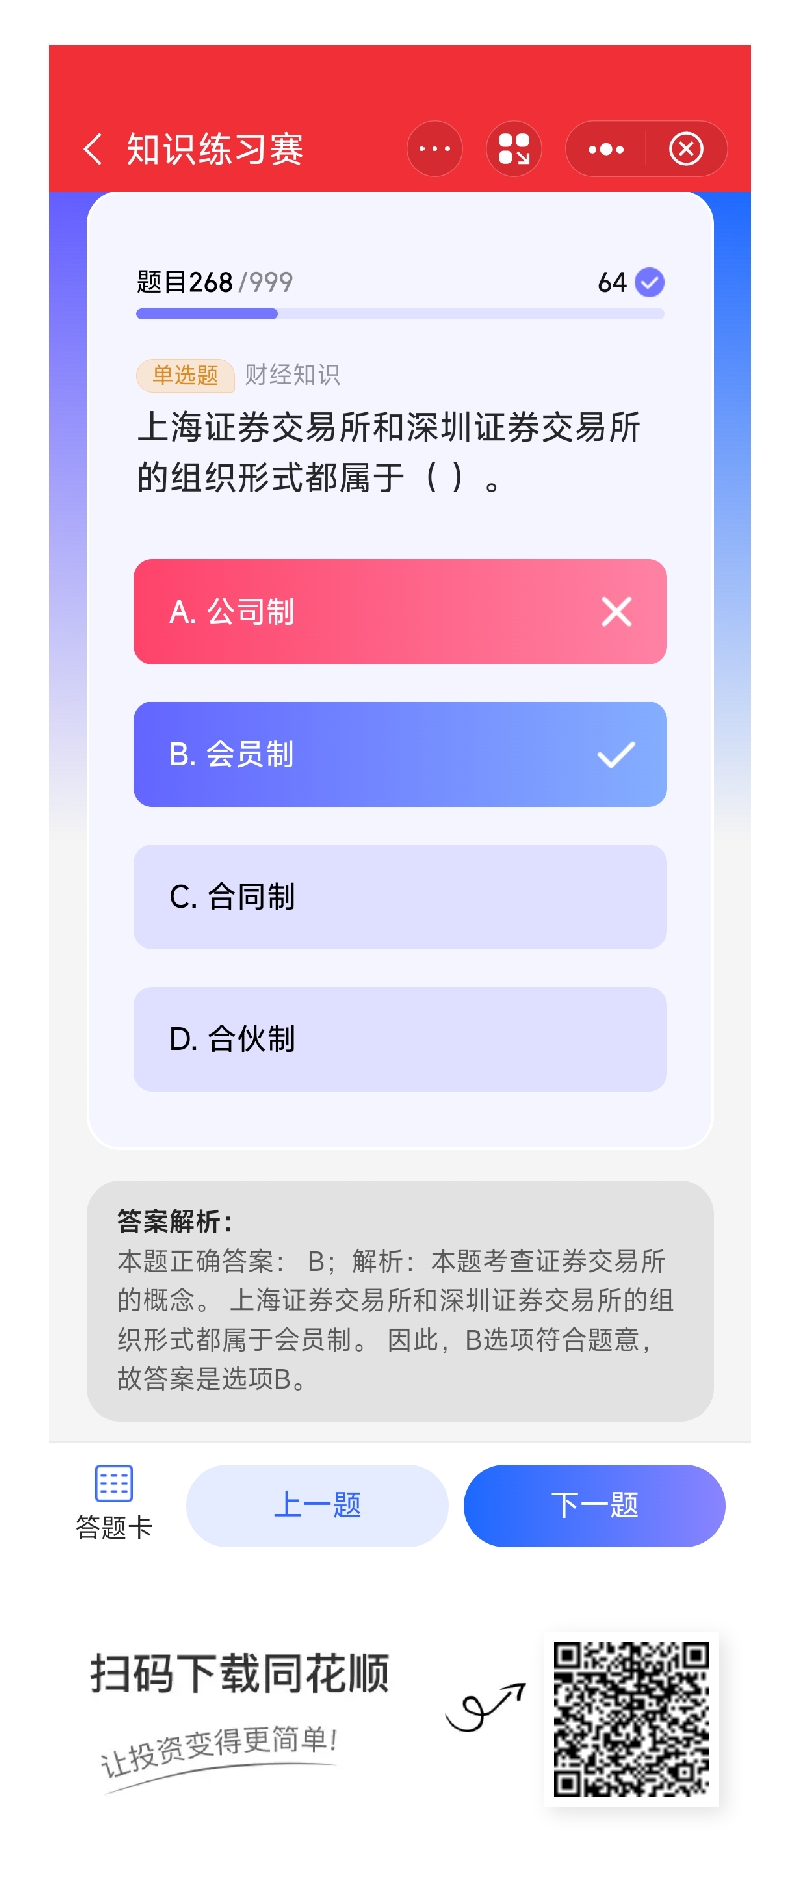 知识练习赛
题目268/999
64
单选题 财经知识
上海证券交易所和深圳证券交易所
的组织形式都属于（ ）。
A. 公司制
B. 会员制
C. 合同制
D. 合伙制
答案解析：
本题正确答案： B；解析：本题考查证券交易所
的概念。 上海证券交易所和深圳证券交易所的组
织形式都属于会员制。 因此，B选项符合题意，
故答案是选项B。
答题卡
上一题
下一题
扫码下载同花顺
让投资变得更简单!